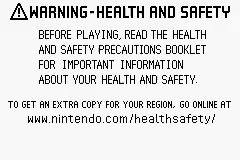 ⚠WARNING-HEALTH AND SAFETY
BEFORE PLAYING, READ THE HEALTH
AND SAFETY PRECAUTIONS BOOKLET
FOR IMPORTANT INFORMATION
ABOUT YOUR HEALTH AND SAFETY.
TO GET AN EXTRA COPY FOR YOUR REGION, GO ONLINE AT
www.nintendo.com/healthsafety/